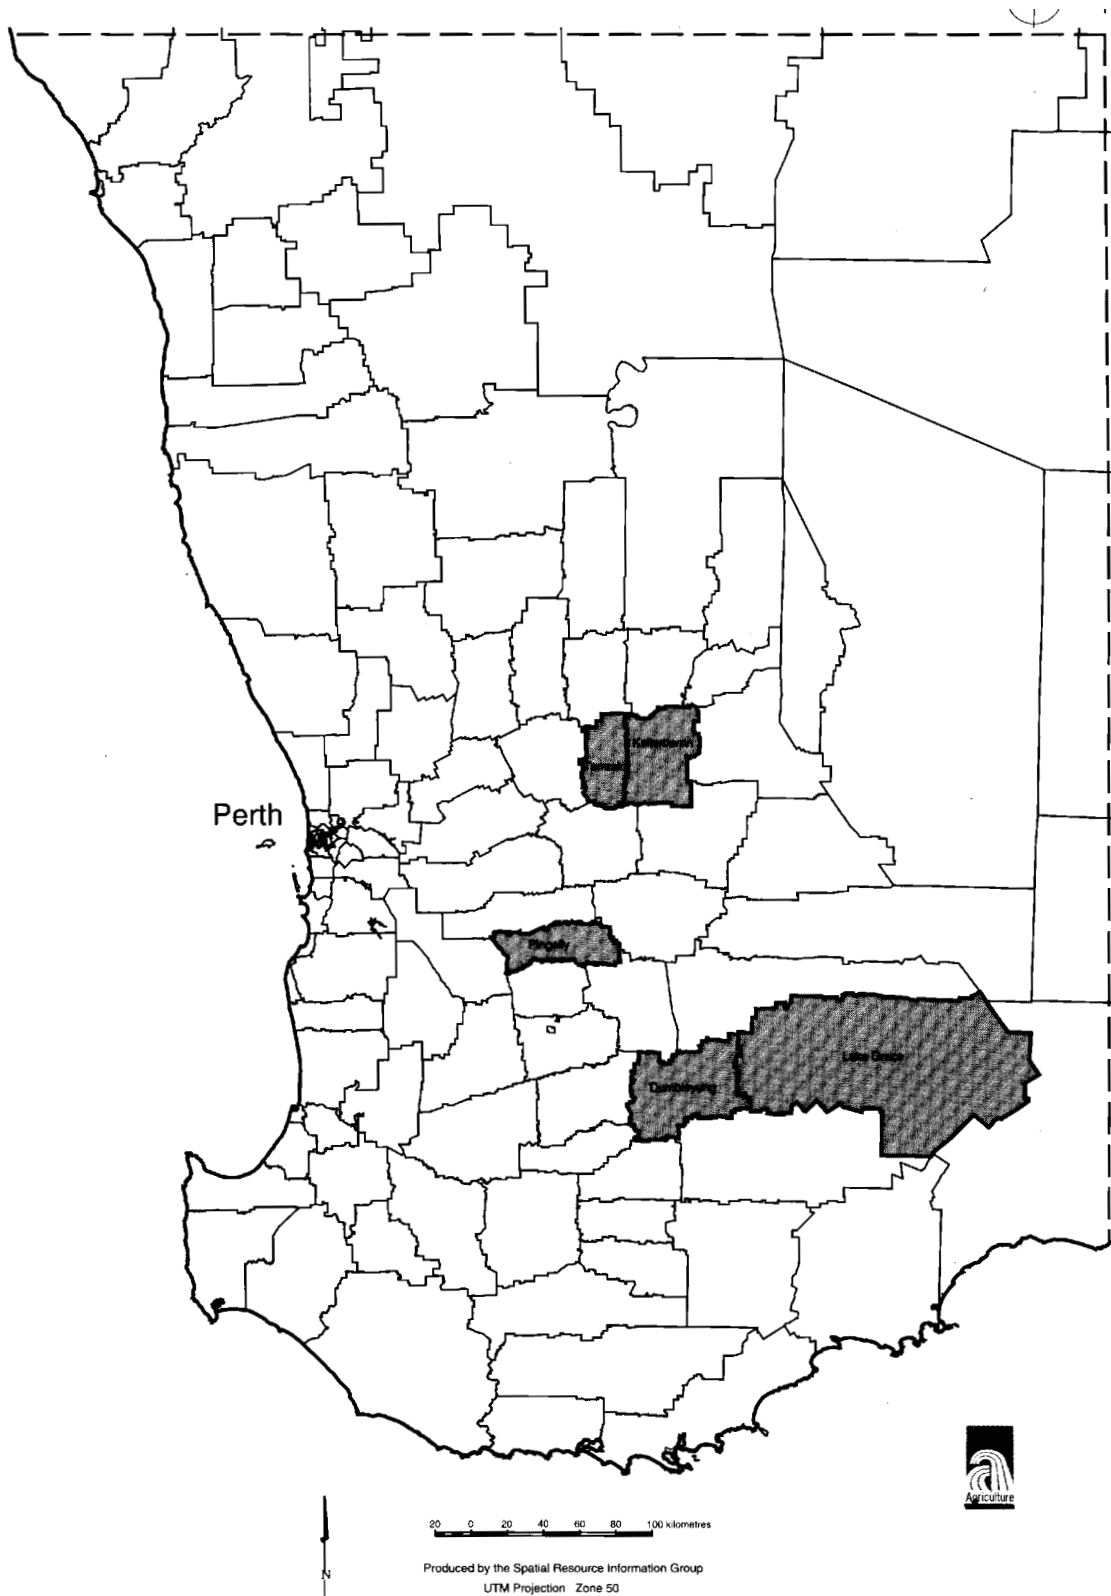 Kellerberrin
Tammin
Perth
Pingelly
Lake Grace
Dumbleyung
Agriculture
20 0 20 40 60 80 100 kilometres
N
Produced by the Spatial Resource Information Group
UTM Projection Zone 50